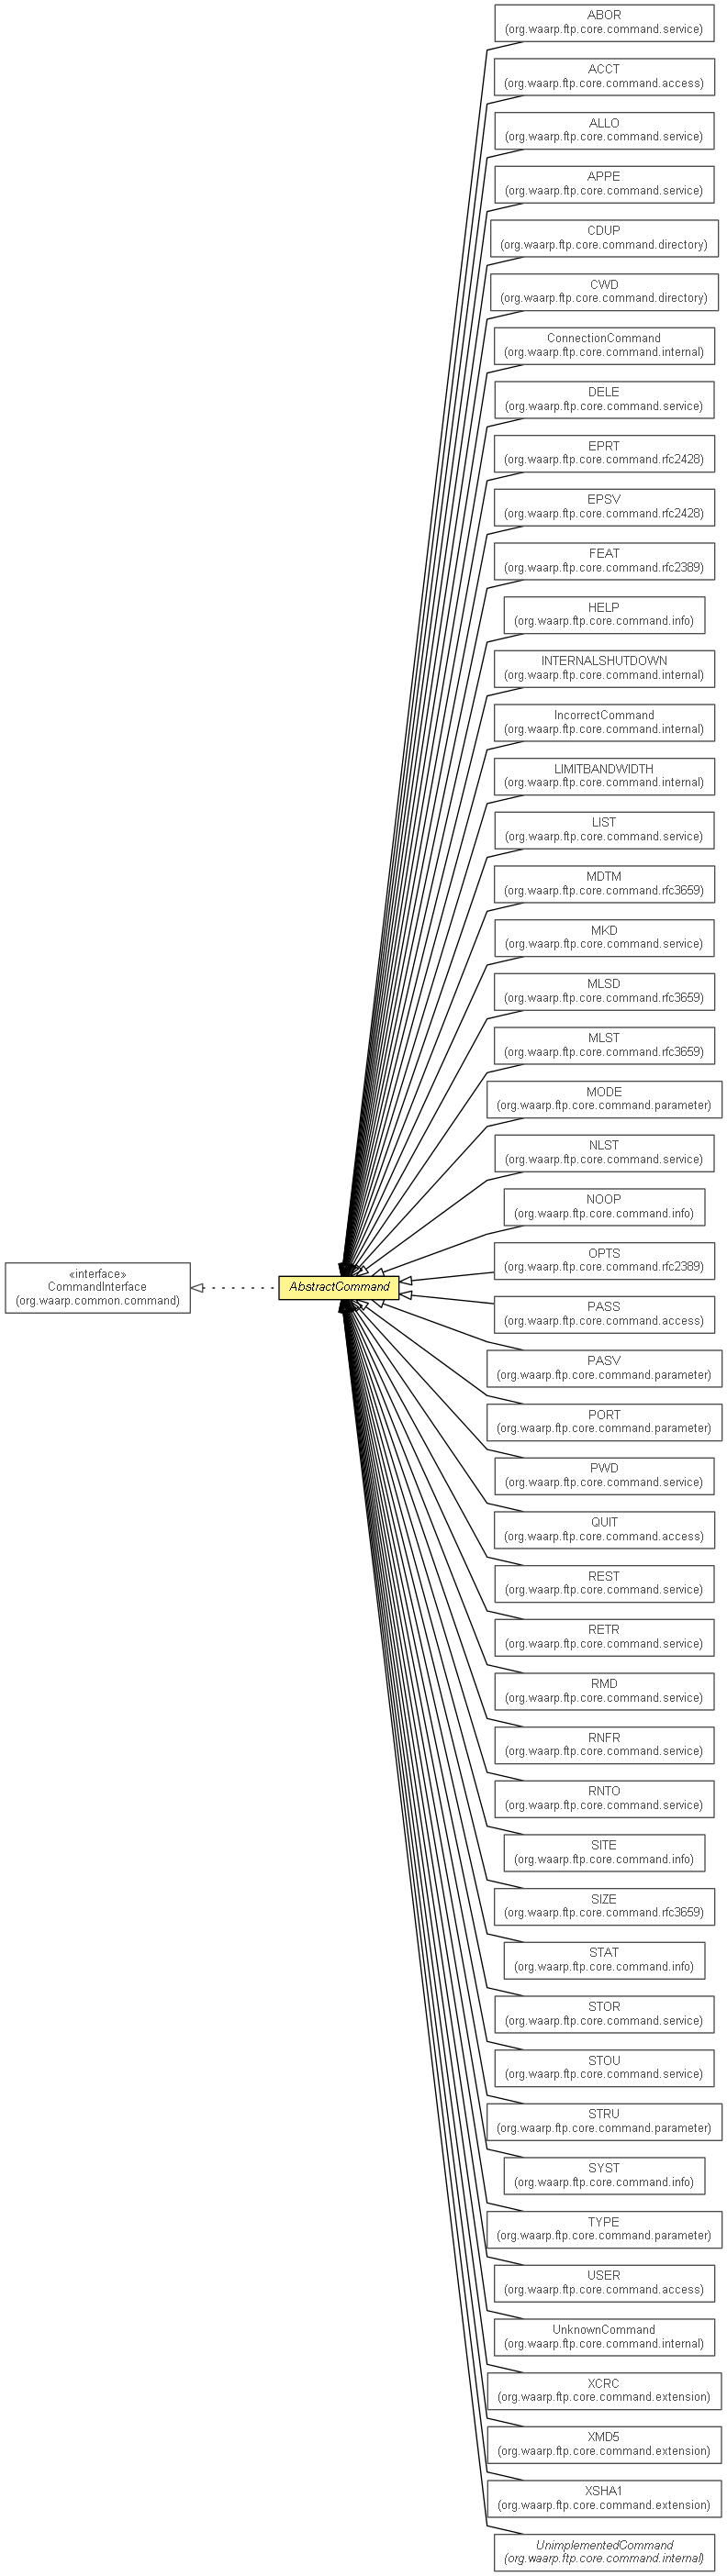 ABOR
(org.waarp.ftp.core.command.service)
ACCT
(org.waarp.ftp.core.command.access)
ALLO
(org.waarp.ftp.core.command.service)
APPE
(org.waarp.ftp.core.command.service)
CDUP
(org.waarp.ftp.core.command.directory)
CWD
(org.waarp.ftp.core.command.directory)
ConnectionCommand
(org.waarp.ftp.core.command.internal)
DELE
(org.waarp.ftp.core.command.service)
EPRT
(org.waarp.ftp.core.command.rfc2428)
EPSV
(org.waarp.ftp.core.command.rfc2428)
FEAT
(org.waarp.ftp.core.command.rfc2389)
HELP
(org.waarp.ftp.core.command.info)
INTERNALSHUTDOWN
(org.waarp.ftp.core.command.internal)
IncorrectCommand
(org.waarp.ftp.core.command.internal)
LIMITBANDWIDTH
(org.waarp.ftp.core.command.internal)
LIST
(org.waarp.ftp.core.command.service)
MDTM
(org.waarp.ftp.core.command.rfc3659)
MKD
(org.waarp.ftp.core.command.service)
MLSD
(org.waarp.ftp.core.command.rfc3659)
MLST
(org.waarp.ftp.core.command.rfc3659)
MODE
(org.waarp.ftp.core.command.parameter)
NLST
(org.waarp.ftp.core.command.service)
NOOP
(org.waarp.ftp.core.command.info)
OPTS
(org.waarp.ftp.core.command.rfc2389)
«interface»
CommandInterface
(org.waarp.common.command)
AbstractCommand
PASS
(org.waarp.ftp.core.command.access)
PASV
(org.waarp.ftp.core.command.parameter)
PORT
(org.waarp.ftp.core.command.parameter)
PWD
(org.waarp.ftp.core.command.service)
QUIT
(org.waarp.ftp.core.command.access)
REST
(org.waarp.ftp.core.command.service)
RETR
(org.waarp.ftp.core.command.service)
RMD
(org.waarp.ftp.core.command.service)
RNFR
(org.waarp.ftp.core.command.service)
RNTO
(org.waarp.ftp.core.command.service)
SITE
(org.waarp.ftp.core.command.info)
SIZE
(org.waarp.ftp.core.command.rfc3659)
STAT
(org.waarp.ftp.core.command.info)
STOR
(org.waarp.ftp.core.command.service)
STOU
(org.waarp.ftp.core.command.service)
STRU
(org.waarp.ftp.core.command.parameter)
SYST
(org.waarp.ftp.core.command.info)
TYPE
(org.waarp.ftp.core.command.parameter)
USER
(org.waarp.ftp.core.command.access)
UnknownCommand
(org.waarp.ftp.core.command.internal)
XCRC
(org.waarp.ftp.core.command.extension)
XMD5
(org.waarp.ftp.core.command.extension)
XSHA1
(org.waarp.ftp.core.command.extension)
UnimplementedCommand
(org.waarp.ftp.core.command.internal)